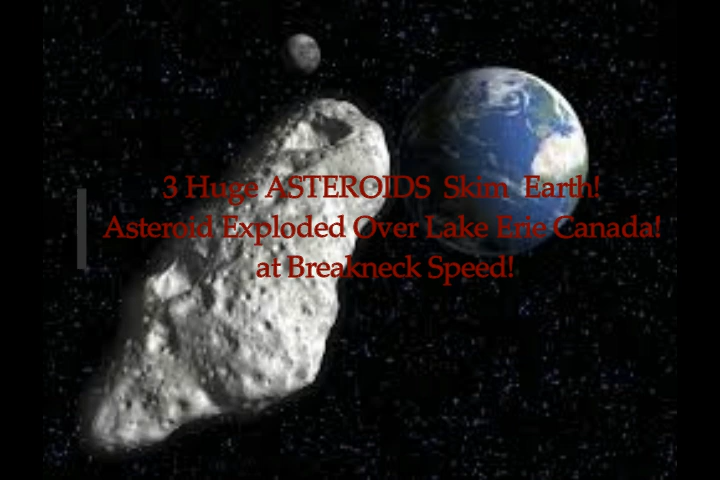 3 Huge ASTEROIDS Skim Earth!
Asteroid Exploded Over Lake Erie Canada!
at Breakneck Speed!